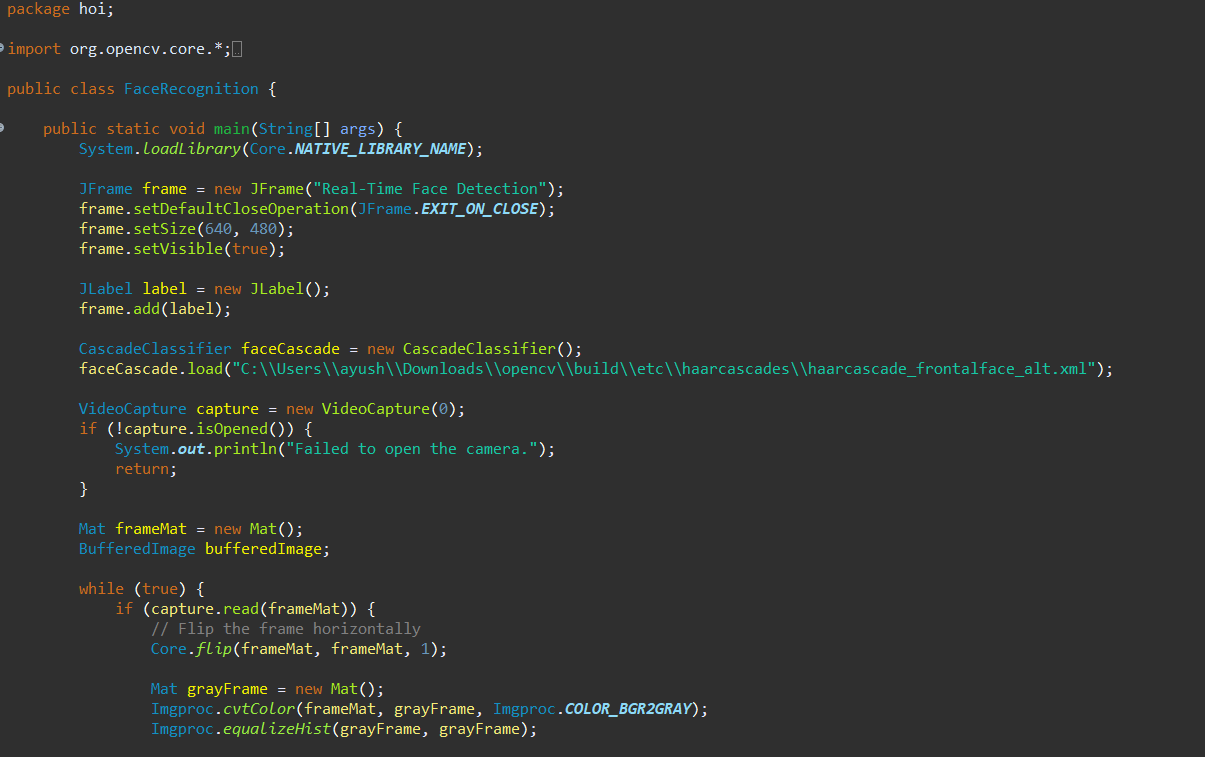 package hoi;
import org.opencv.core.*;
public class FaceRecognition {
public static void main(String[] args) {
System.loadLibrary(Core.NATIVE_LIBRARY_NAME);
JFrame frame = new JFrame("Real-Time Face Detection");
frame.setDefaultCloseOperation(JFrame.EXIT_ON_CLOSE);
frame.setSize(640, 480);
frame.setVisible(true);
JLabel label = new JLabel();
frame.add(label);
CascadeClassifier faceCascade = new CascadeClassifier();
faceCascade.load("C:\\Users\\ayush\\Downloads\\opencv\\build\\etc\\haarcascades\\haarcascade_frontalface_alt.xml");
VideoCapture capture = new VideoCapture(0);
if (!capture.isOpened()) {
System.out.println("Failed to open the camera.");
return;
}
Mat frameMat = new Mat();
BufferedImage bufferedImage;
while (true) {
if (capture.read(frameMat)) {
// Flip the frame horizontally
Core.flip(frameMat, frameMat, 1);
Mat grayFrame = new Mat();
Imgproc.cvtColor(frameMat, grayFrame, Imgproc.COLOR_BGR2GRAY);
Imgproc.equalizeHist(grayFrame, grayFrame);